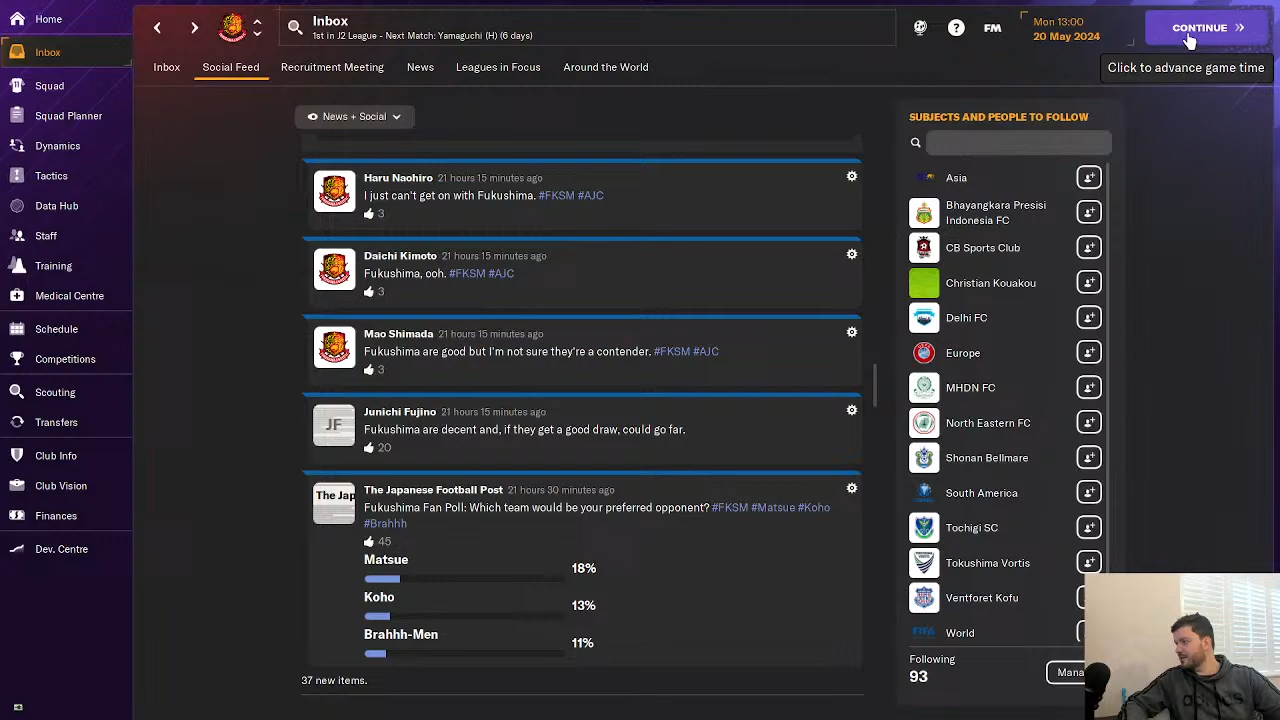 Home
Inbox
Squad
Squad Planner
Dynamics
Tactics
Data Hub
Staff
Training
Medical Centre
Schedule
Competitions
Scouting
Transfers
Club Info
Club Vision
Finances
Dev Centre
Inbox
1st in J2 League - Next Match: Yamaguchi (H) (6 days)
FM
Mon 13:00
20 May 2024
CONTINUE
Click to advance game time
Inbox
Social Feed
Recruitment Meeting
News
Leagues in Focus
Around the World
News + Social
Haru Naohiro 21 hours 15 minutes ago
I just can't get on with Fukushima. #FKSM #AJC
3
Daichi Kimoto 21 hours 15 minutes ago
Fukushima, ooh. #FKSM #AJC
3
Mao Shimada 21 hours 15 minutes ago
Fukushima are good but I'm not sure they're a contender. #FKSM #AJC
3
JF
Junichi Fujino 21 hours 15 minutes ago
Fukushima are decent and, if they get a good draw, could go far.
20
The Jap
The Japanese Football Post 21 hours 30 minutes ago
Fukushima Fan Poll: Which team would be your preferred opponent? #FKSM #Matsue #Koho
#Brahhh
45
Matsue
18%
Koho
13%
Brahhh-Men
11%
37 new items.
SUBJECTS AND PEOPLE TO FOLLOW
Asia
Bhayangkara Presisi
Indonesia FC
CB Sports Club
Christian Kouakou
Delhi FC
Europe
MHDN FC
North Eastern FC
Shonan Bellmare
South America
Tochigi SC
Tokushima Vortis
Ventforet Kofu
FIFA
World
Following
93
Mana